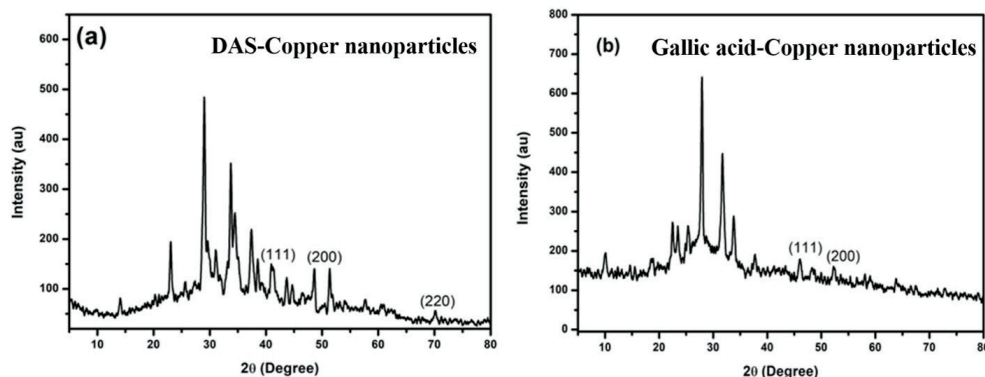 (a)
DAS-Copper nanoparticles
600
500
400
300
200
100
Intensity (au)
(111)
(200)
(220)
10 20 30 40 50 60 70 80
2θ (Degree)
(b)
Gallic acid-Copper nanoparticles
800
700
600
500
400
300
200
100
0
Intensity (au)
(111)
(200)
10 20 30 40 50 60 70 80
2θ (Degree)